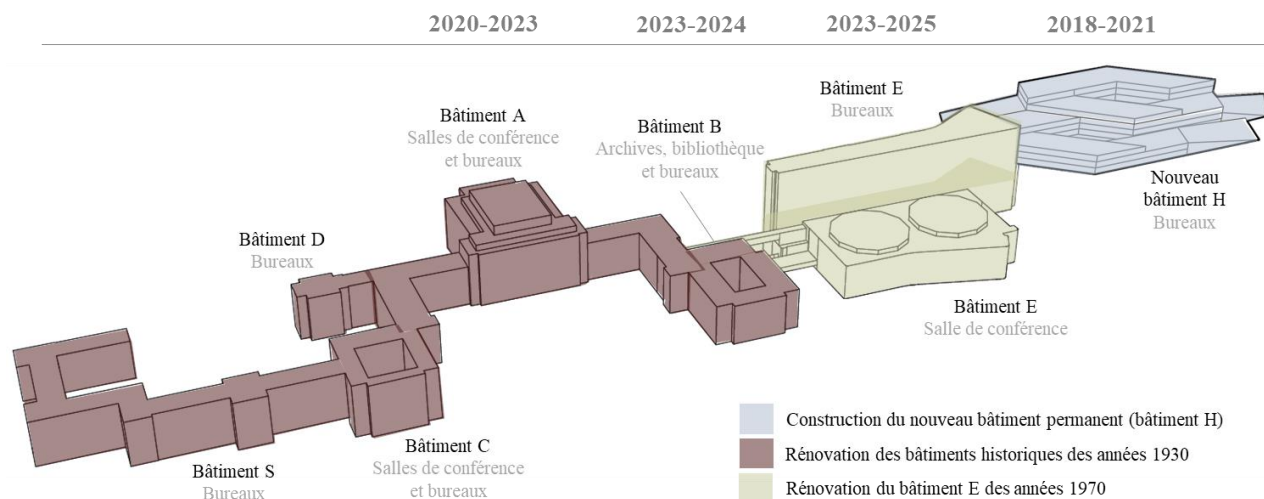 2020-2023
2023-2024
2023-2025
2018-2021
Bâtiment E
Bureaux
Bâtiment A
Salles de conférence
et bureaux
Bâtiment B
Archives, bibliothèque
et bureaux
Nouveau
bâtiment H
Bureaux
Bâtiment D
Bureaux
Bâtiment E
Salle de conférence
Bâtiment S
Bureaux
Bâtiment C
Salles de conférence
et bureaux
Construction du nouveau bâtiment permanent (bâtiment H)
Rénovation des bâtiments historiques des années 1930
Rénovation du bâtiment E des années 1970